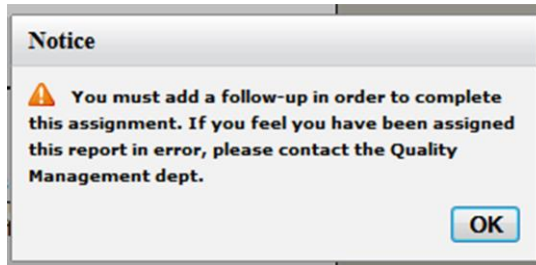 Notice
You must add a follow-up in order to complete
this assignment. If you feel you have been assigned
this report in error, please contact the Quality
Management dept.
OK